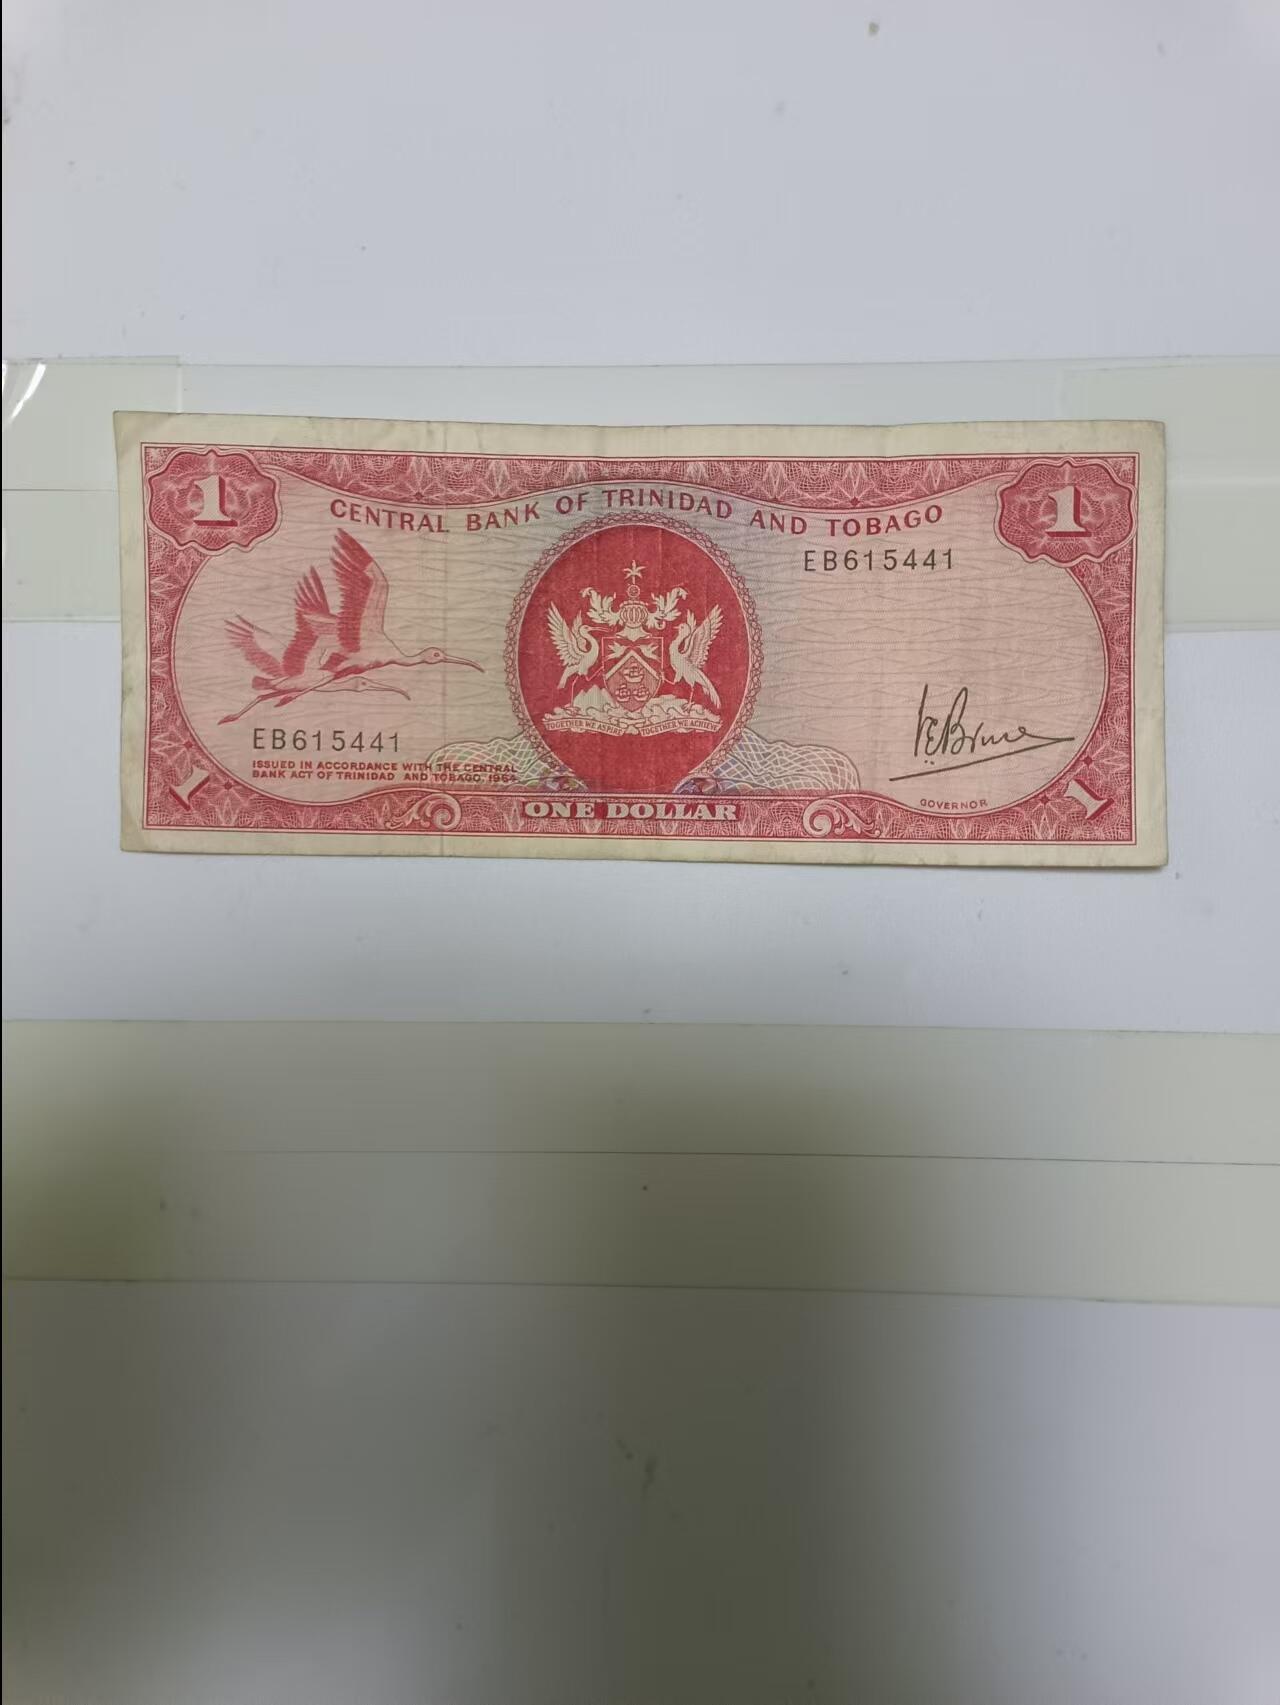 1
1
CENTRAL BANK OF TRINIDAD AND TOBAGO
EB615441
TOGETHER WE ASPIRE TOGETHER WE ACHIEVE
EB615441
ISSUED IN ACCORDANCE WITH THE CENTRAL
BANK ACT OF TRINIDAD AND TOBAGO, 1964
GOVERNOR
1
ONE DOLLAR
1